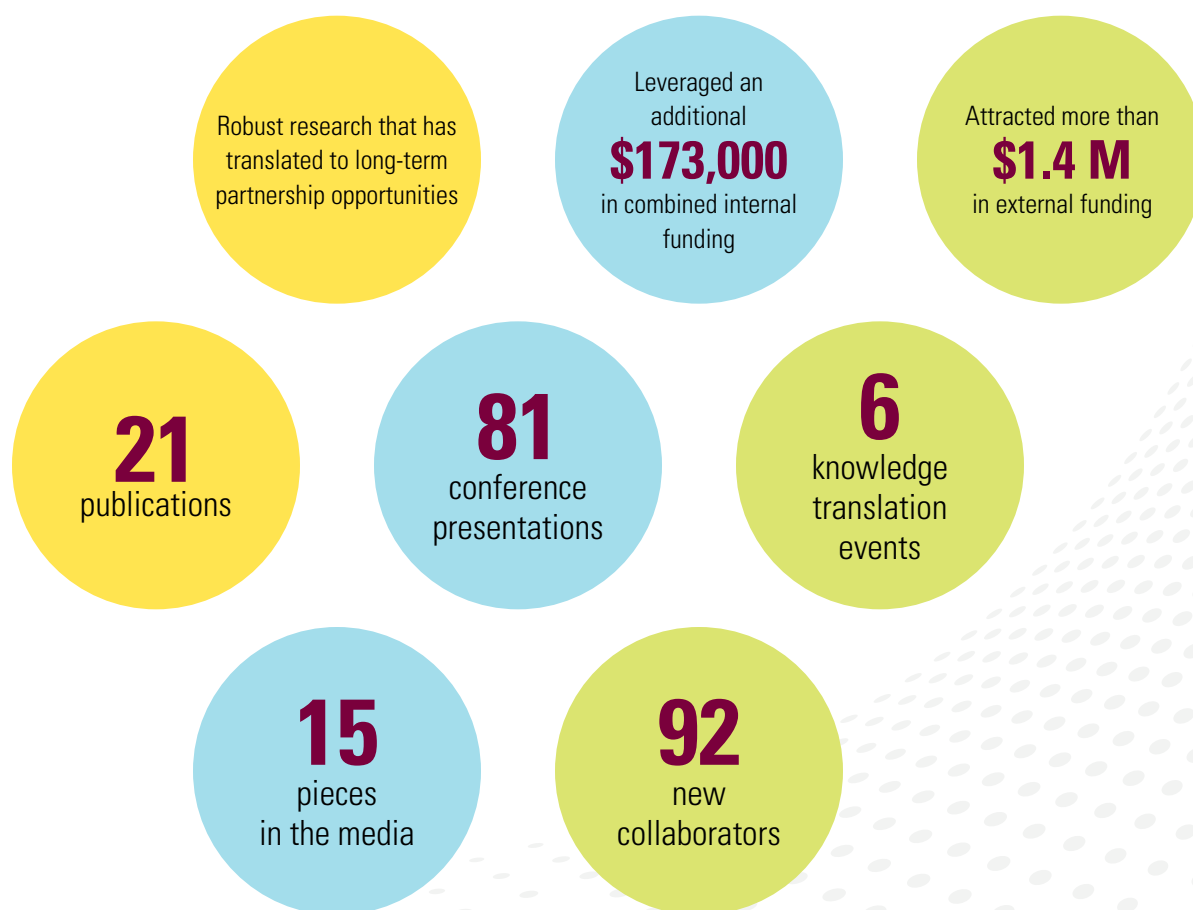 Robust research that has
translated to long-term
partnership opportunities
Leveraged an
additional
$173,000
in combined internal
funding
Attracted more than
$1.4 M
in external funding
21
publications
81
conference
presentations
6
knowledge
translation
events
15
pieces
in the media
92
new
collaborators